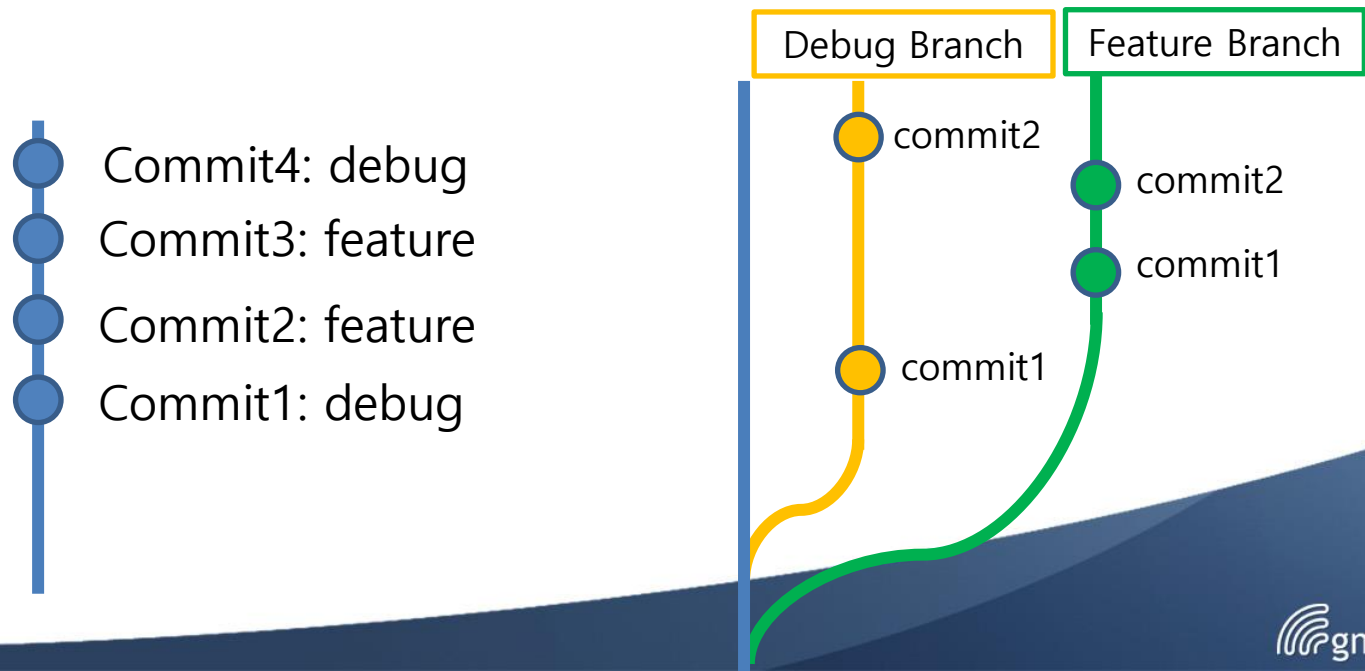 Commit4: debug
Commit3: feature
Commit2: feature
Commit1: debug
Debug Branch
Feature Branch
commit2
commit2
commit1
commit1